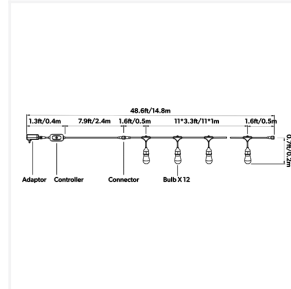 48.6ft/14.8m
1.3ft/0.4m 7.9ft/2.4m 1.6ft/0.5m 11*3.3ft/11*1m 1.6ft/0.5m
0.7ft/0.2m
Adaptor Controller Connector Bulb X 12